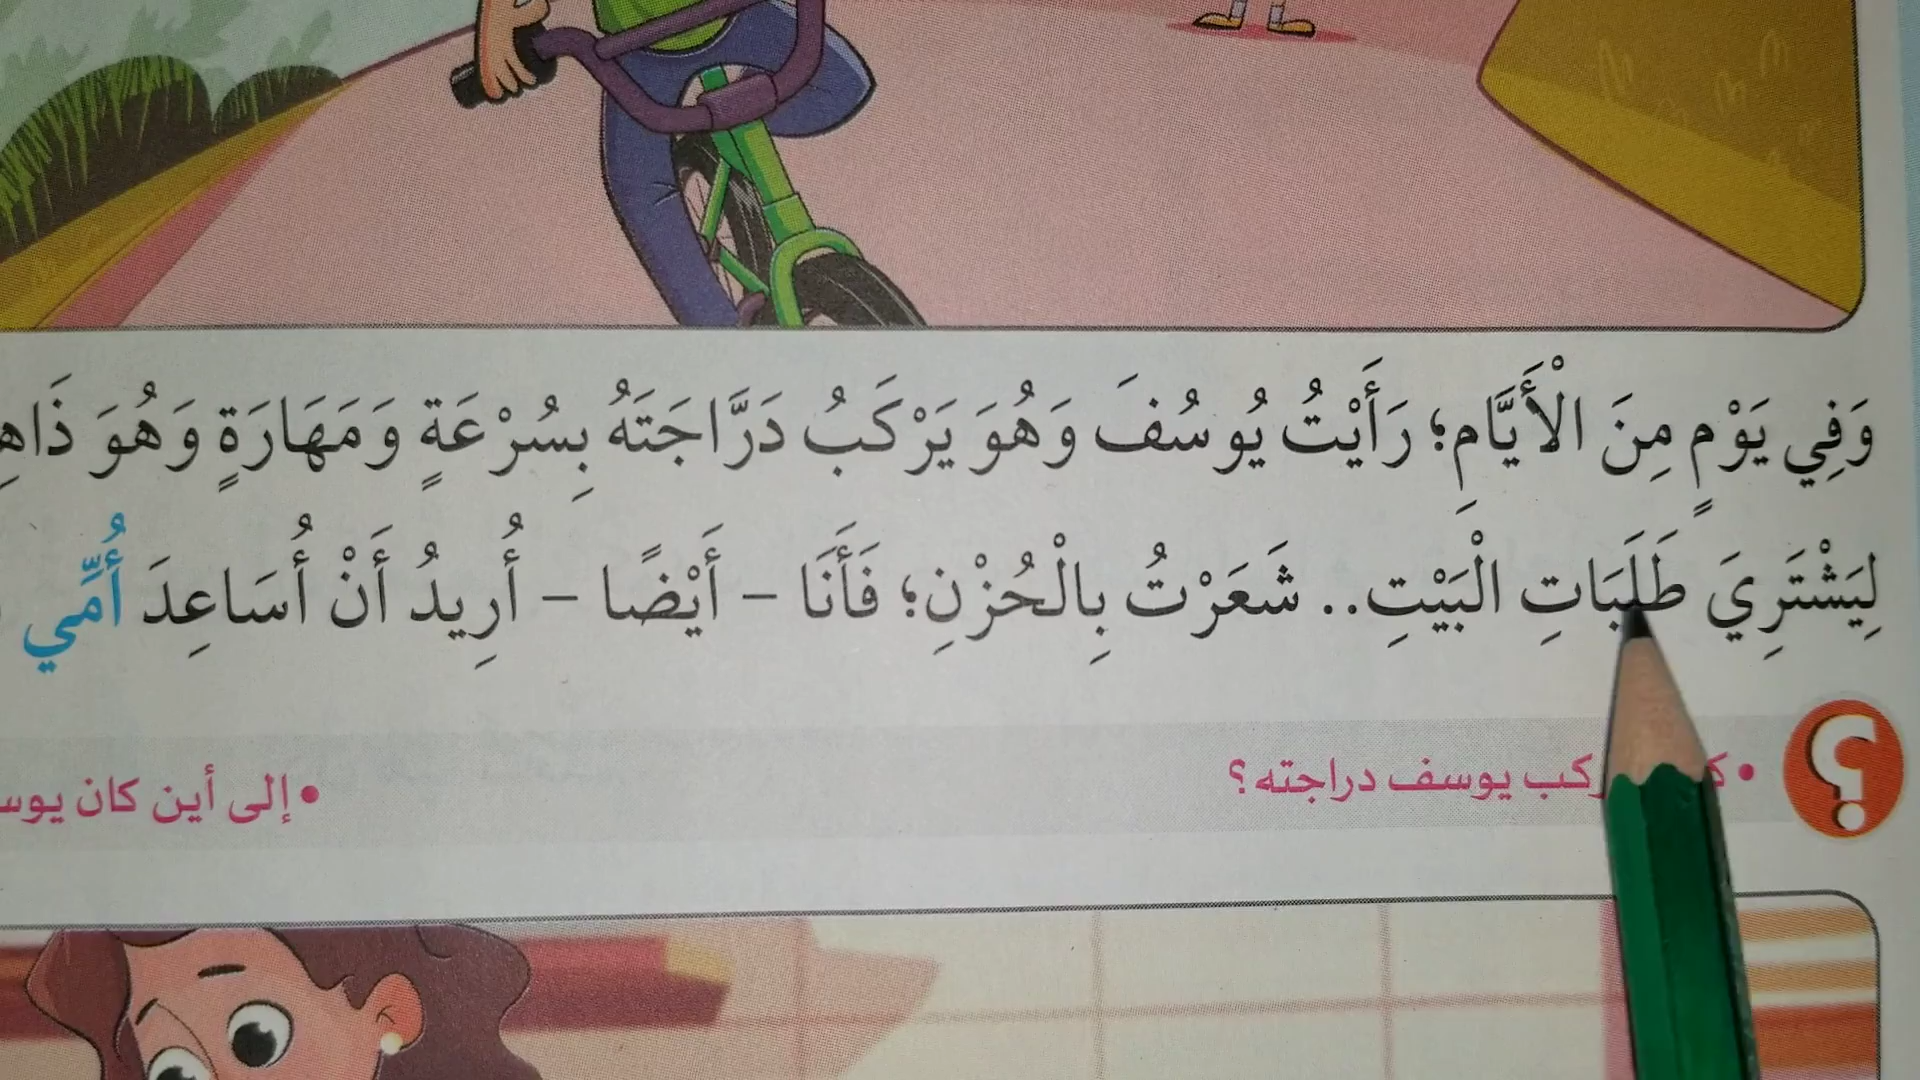 وَفِي يَوْمٍ مِنَ الْأَيَّامِ؛ رَأَيْتُ يُوسُفَ وَهُوَ يَرْكَبُ دَرَّاجَتَهُ بِسُرْعَةٍ وَمَهَارَةٍ وَهُوَ
لِيَشْتَرِيَ طَلَبَاتِ الْبَيْتِ.. شَعَرْتُ بِالْحُزْنِ؛ فَأَنَا - أَيْضًا - أُرِيدُ أَنْ أُسَاعِدَ أُمِّي
• يوسف دراجته؟
• إلى أين كان